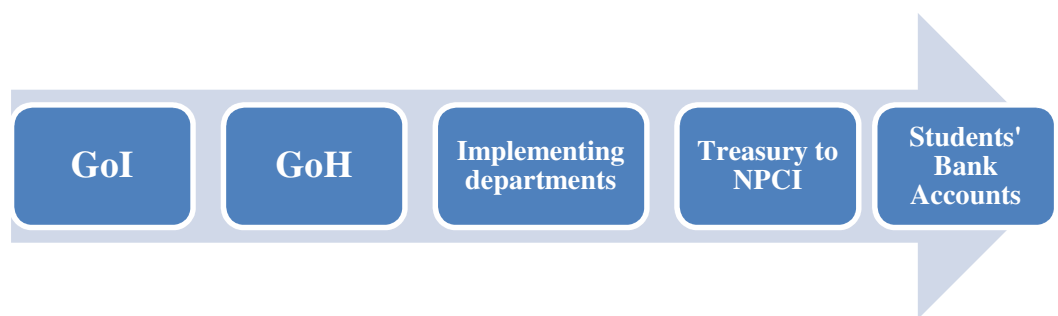 GoI
GoH
Implementing
departments
Treasury to
NPCI
Students'
Bank
Accounts